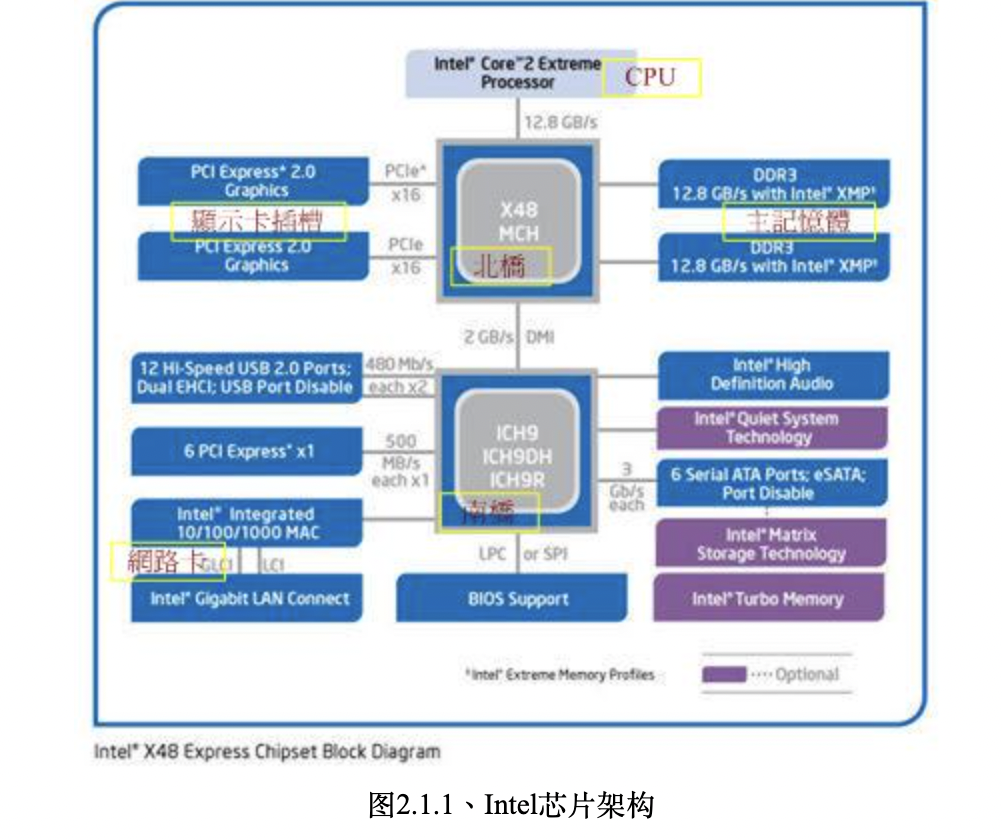 Intel® Core™2 Extreme
Processor
CPU
12.8 GB/s
PCI Express* 2.0
Graphics
PCIe*
x16
顯示卡插槽
PCI Express 2.0
Graphics
PCIe
x16
X48
MCH
北橋
DDR3
12.8 GB/s with Intel® XMP¹
主記憶體
DDR3
12.8 GB/s with Intel® XMP¹
2 GB/s DMI
12 Hi-Speed USB 2.0 Ports;
Dual EHCI; USB Port Disable
480 Mb/s
each x2
6 PCI Express* x1
500
MB/s
each x1
Intel® Integrated
10/100/1000 MAC
網路卡
GLCI LCI
Intel® Gigabit LAN Connect
ICH9
ICH9DH
ICH9R
南橋
LPC or SPI
BIOS Support
Intel® High
Definition Audio
Intel® Quiet System
Technology
3
Gb/s
each
6 Serial ATA Ports; eSATA;
Port Disable
Intel® Matrix
Storage Technology
Intel® Turbo Memory
¹Intel® Extreme Memory Profiles
Optional
Intel® X48 Express Chipset Block Diagram
图2.1.1、Intel芯片架构